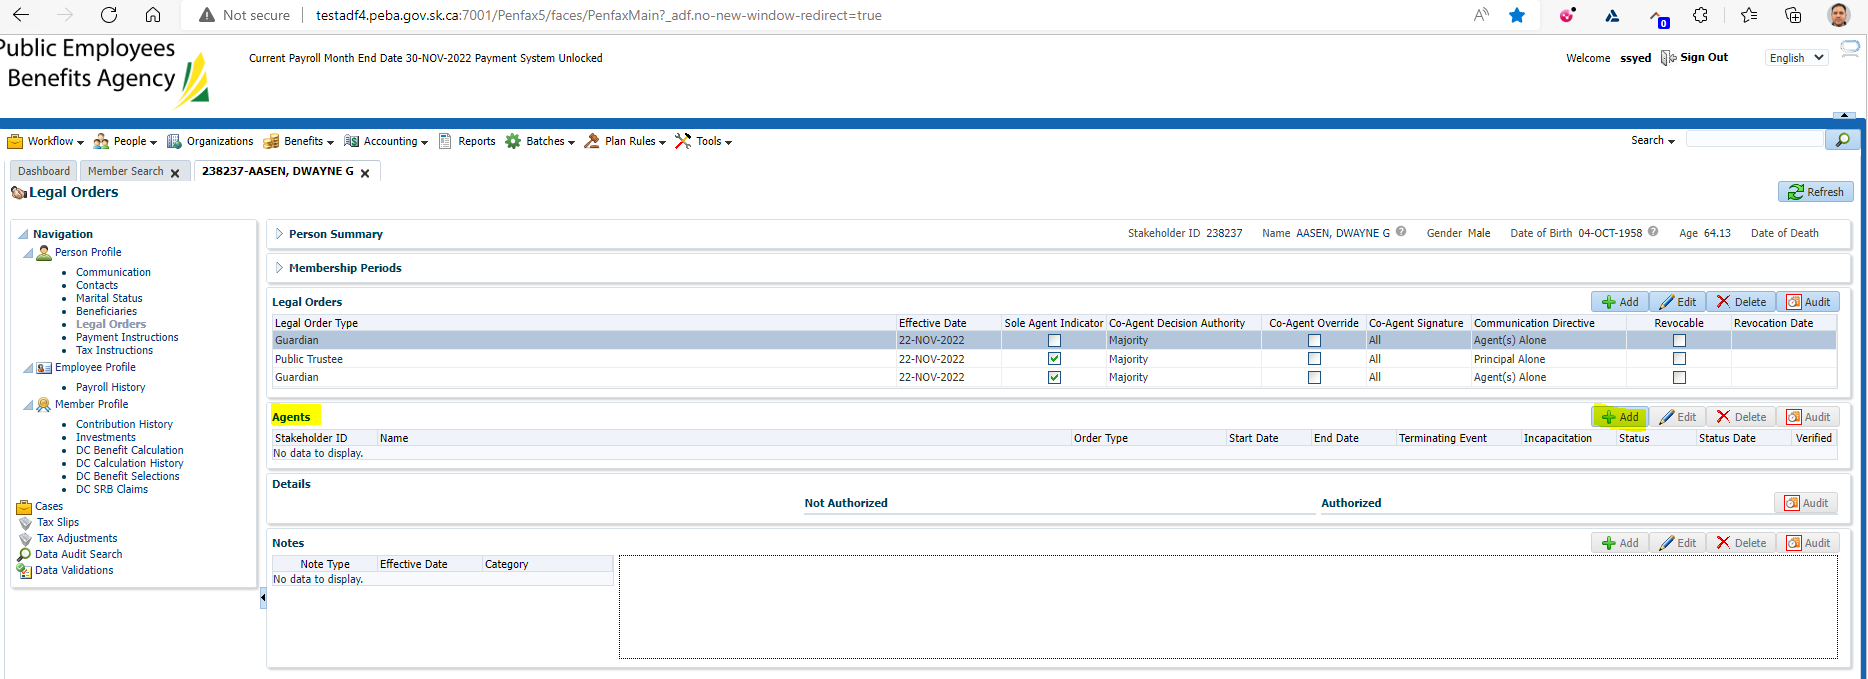 Not secure
testadf4.peba.gov.sk.ca:7001/Penfax5/faces/PenfaxMain?_adf.no-new-window-redirect=true
0
Public Employees
Benefits Agency
Current Payroll Month End Date 30-NOV-2022 Payment System Unlocked
Welcome ssyed Sign Out English
Workflow People Organizations Benefits Accounting Reports Batches Plan Rules Tools Search
Dashboard Member Search 238237-AASEN, DWAYNE G
Legal Orders Refresh
Navigation
Person Profile
Communication
Contacts
Marital Status
Beneficiaries
Legal Orders
Payment Instructions
Tax Instructions
Employee Profile
Payroll History
Member Profile
Contribution History
Investments
DC Benefit Calculation
DC Calculation History
DC Benefit Selections
DC SRB Claims
Cases
Tax Slips
Tax Adjustments
Data Audit Search
Data Validations
Person Summary Stakeholder ID 238237 Name AASEN, DWAYNE G Gender Male Date of Birth 04-OCT-1958 Age 64.13 Date of Death
Membership Periods
Legal Orders Add Edit Delete Audit
Legal Order Type Effective Date Sole Agent Indicator Co-Agent Decision Authority Co-Agent Override Co-Agent Signature Communication Directive Revocable Revocation Date
Guardian 22-NOV-2022 Majority All Agent(s) Alone
Public Trustee 22-NOV-2022 Majority All Principal Alone
Guardian 22-NOV-2022 Majority All Agent(s) Alone
Agents Add Edit Delete Audit
Stakeholder ID Name Order Type Start Date End Date Terminating Event Incapacitation Status Status Date Verified
No data to display.
Details
Not Authorized Authorized Audit
Notes Add Edit Delete Audit
Note Type Effective Date Category
No data to display.